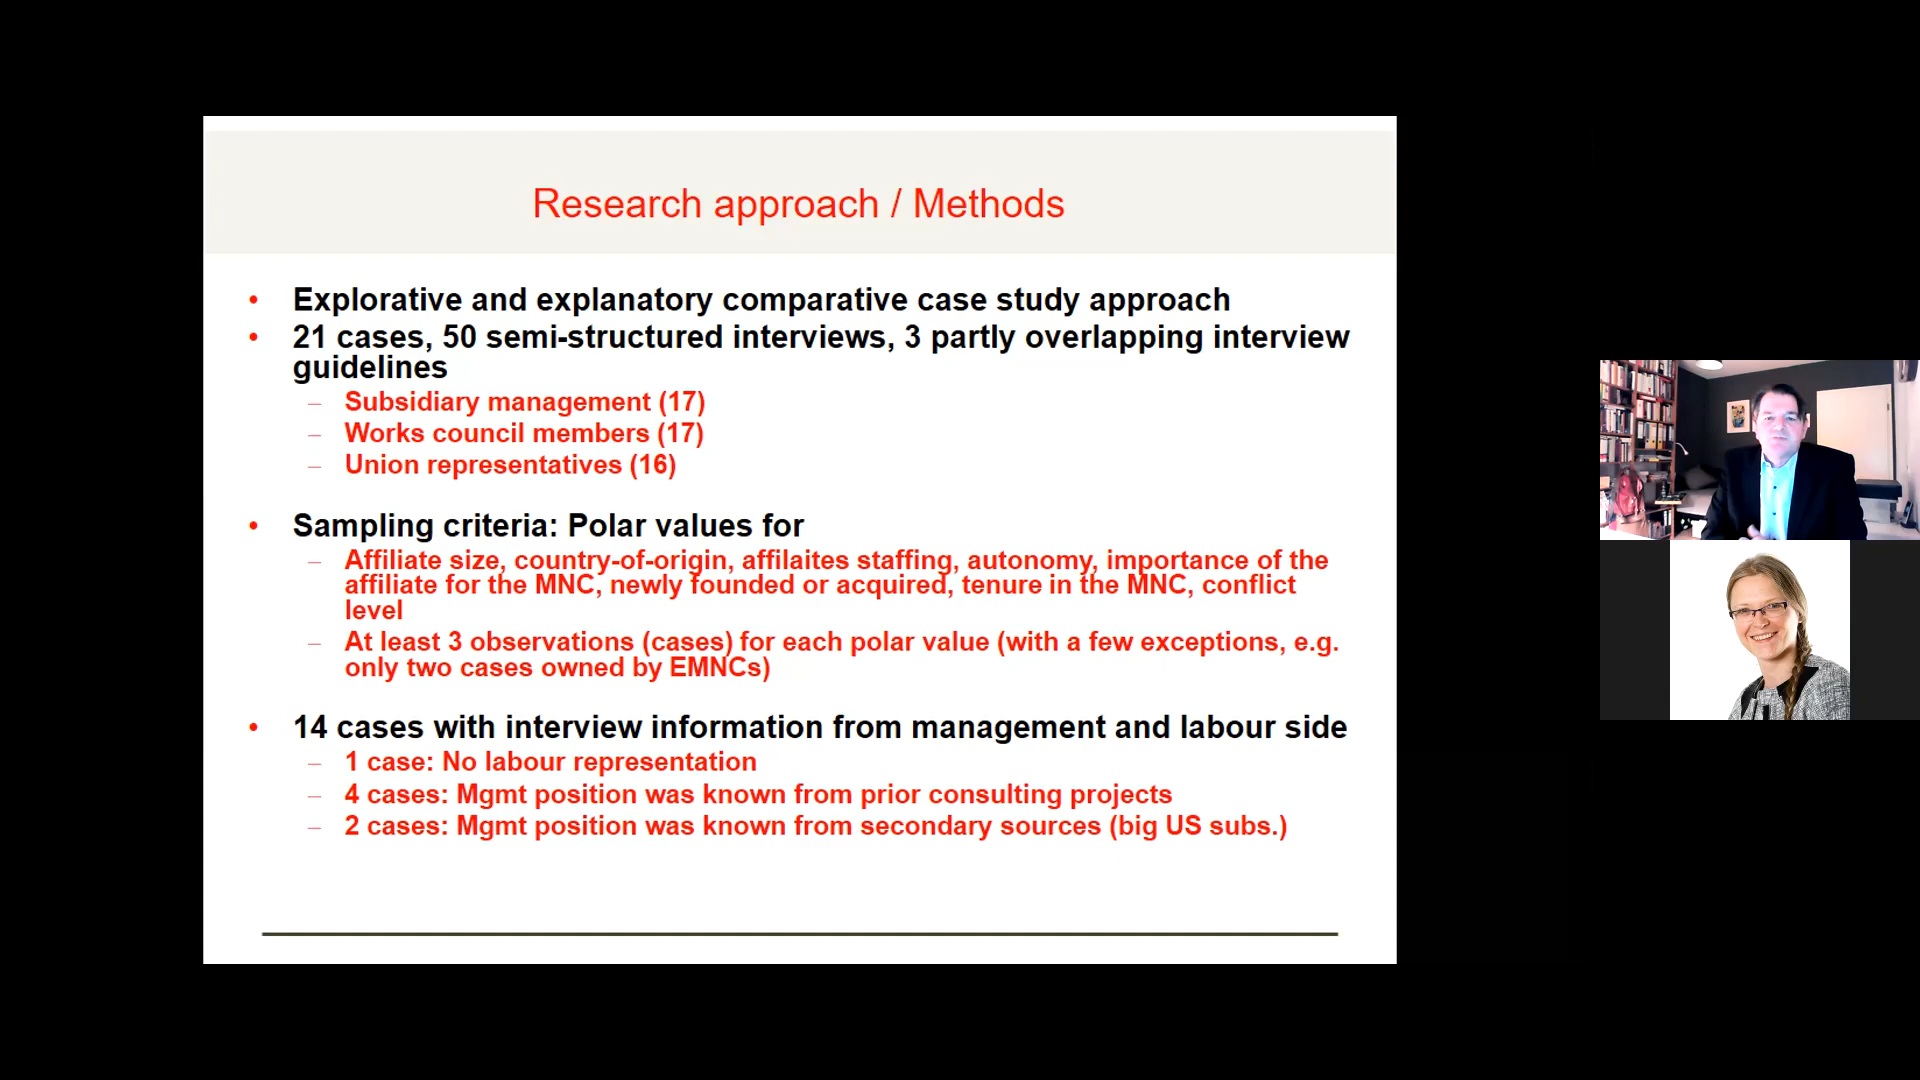 Research approach / Methods
• Explorative and explanatory comparative case study approach
• 21 cases, 50 semi-structured interviews, 3 partly overlapping interview
guidelines
– Subsidiary management (17)
– Works council members (17)
– Union representatives (16)
• Sampling criteria: Polar values for
– Affiliate size, country-of-origin, affilaites staffing, autonomy, importance of the
affiliate for the MNC, newly founded or acquired, tenure in the MNC, conflict
level
– At least 3 observations (cases) for each polar value (with a few exceptions, e.g.
only two cases owned by EMNCs)
• 14 cases with interview information from management and labour side
– 1 case: No labour representation
– 4 cases: Mgmt position was known from prior consulting projects
– 2 cases: Mgmt position was known from secondary sources (big US subs.)